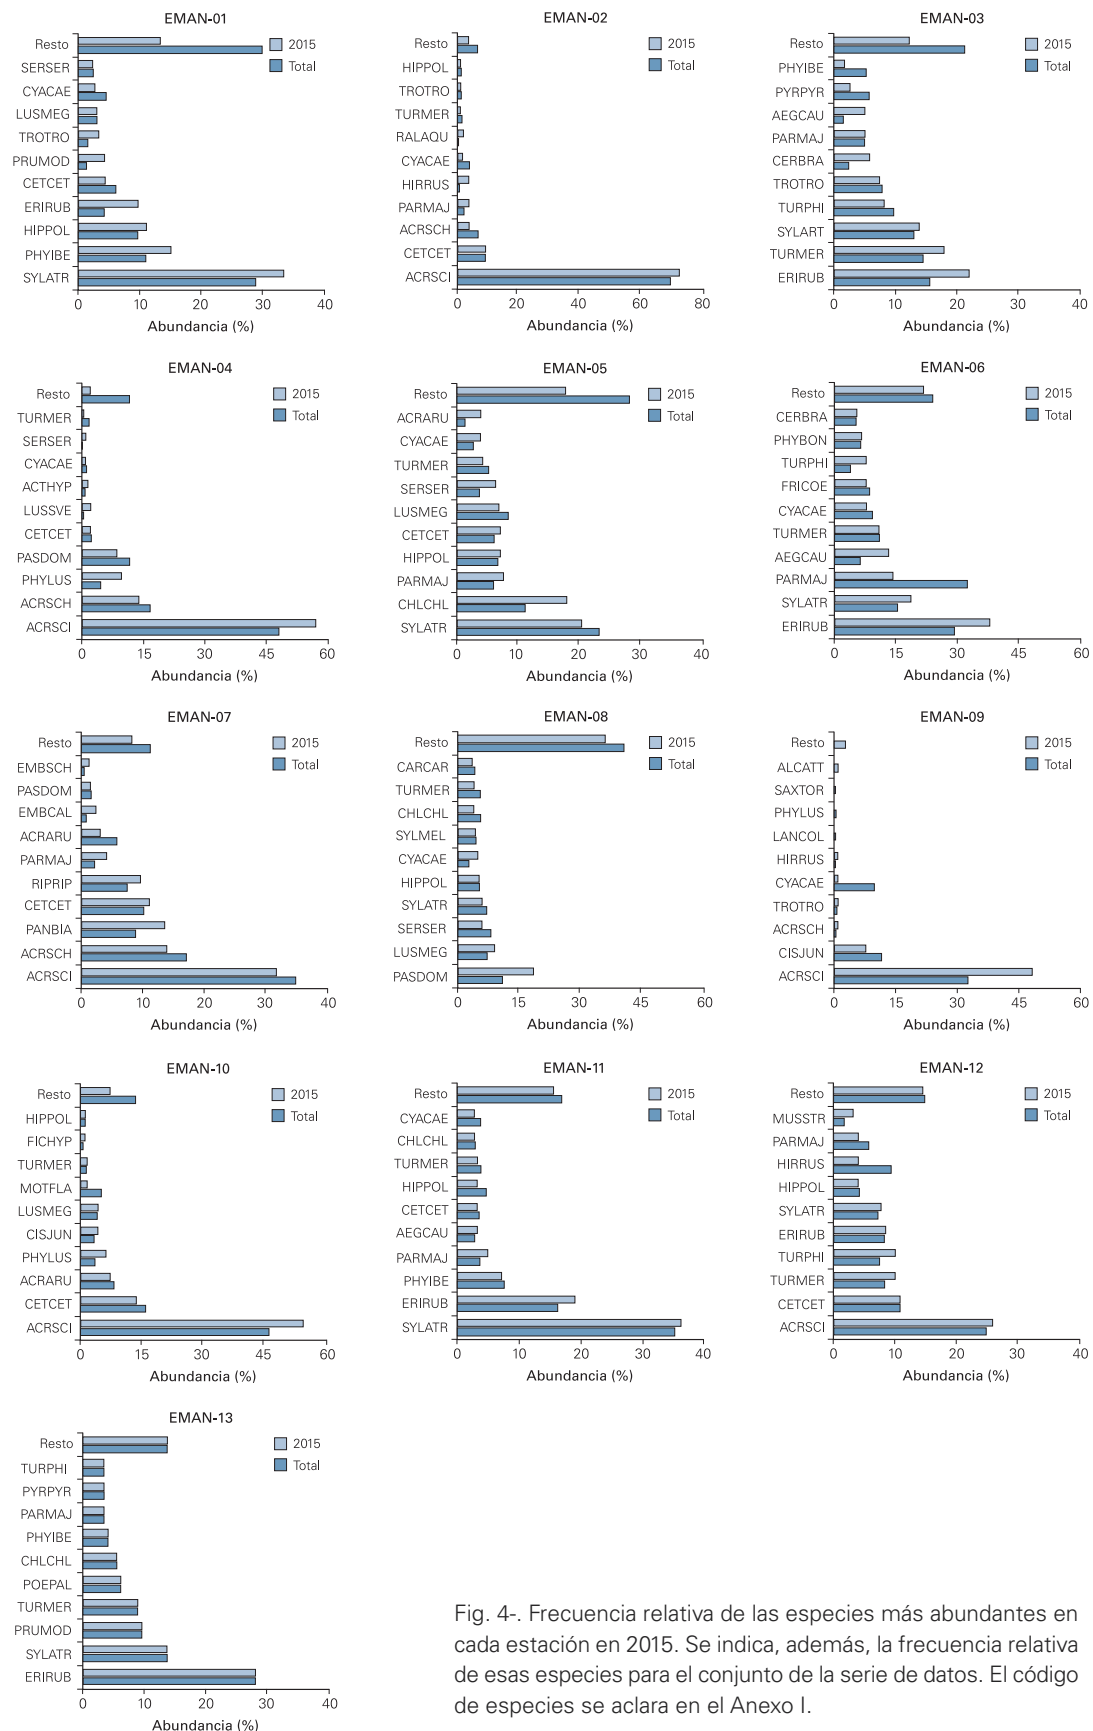 EMAN-01
Resto
SERSER
CYACAE
LUSMEG
TROTRO
PRUMOD
CETCET
ERIRUB
HIPPOL
PHYIBE
SYLATR
2015
Total
0 10 20 30 40
Abundancia (%)
EMAN-02
Resto
HIPPOL
TROTRO
TURMER
RALAQU
CYACAE
HIRRUS
PARMAJ
ACRSCH
CETCET
ACRSCI
2015
Total
0 20 40 60 80
Abundancia (%)
EMAN-03
Resto
PHYIBE
PYRPYR
AEGCAU
PARMAJ
CERBRA
TROTRO
TURPHI
SYLART
TURMER
ERIRUB
2015
Total
0 10 20 30 40
Abundancia (%)
EMAN-04
Resto
TURMER
SERSER
CYACAE
ACTHYP
LUSSVE
CETCET
PASDOM
PHYLUS
ACRSCH
ACRSCI
2015
Total
0 15 30 45 60
Abundancia (%)
EMAN-05
Resto
ACRARU
CYACAE
TURMER
SERSER
LUSMEG
CETCET
HIPPOL
PARMAJ
CHLCHL
SYLATR
2015
Total
0 10 20 30 40
Abundancia (%)
EMAN-06
Resto
CERBRA
PHYBON
TURPHI
FRICOE
CYACAE
TURMER
AEGCAU
PARMAJ
SYLATR
ERIRUB
2015
Total
0 15 30 45 60
Abundancia (%)
EMAN-07
Resto
EMBSCH
PASDOM
EMBCAL
ACRARU
PARMAJ
RIPRIP
CETCET
PANBIA
ACRSCH
ACRSCI
2015
Total
0 10 20 30 40
Abundancia (%)
EMAN-08
Resto
CARCAR
TURMER
CHLCHL
SYLMEL
CYACAE
HIPPOL
SYLATR
SERSER
LUSMEG
PASDOM
2015
Total
0 15 30 45 60
Abundancia (%)
EMAN-09
Resto
ALCATT
SAXTOR
PHYLUS
LANCOL
HIRRUS
CYACAE
TROTRO
ACRSCH
CISJUN
ACRSCI
2015
Total
0 15 30 45 60
Abundancia (%)
EMAN-10
Resto
HIPPOL
FICHYP
TURMER
MOTFLA
LUSMEG
CISJUN
PHYLUS
ACRARU
CETCET
ACRSCI
2015
Total
0 15 30 45 60
Abundancia (%)
EMAN-11
Resto
CYACAE
CHLCHL
TURMER
HIPPOL
CETCET
AEGCAU
PARMAJ
PHYIBE
ERIRUB
SYLATR
2015
Total
0 10 20 30 40
Abundancia (%)
EMAN-12
Resto
MUSSTR
PARMAJ
HIRRUS
HIPPOL
SYLATR
ERIRUB
TURPHI
TURMER
CETCET
ACRSCI
2015
Total
0 10 20 30 40
Abundancia (%)
EMAN-13
Resto
TURPHI
PYRPYR
PARMAJ
PHYIBE
CHLCHL
POEPAL
TURMER
PRUMOD
SYLATR
ERIRUB
2015
Total
0 10 20 30 40
Abundancia (%)
Fig. 4-. Frecuencia relativa de las especies más abundantes en
cada estación en 2015. Se indica, además, la frecuencia relativa
de esas especies para el conjunto de la serie de datos. El código
de especies se aclara en el Anexo I.